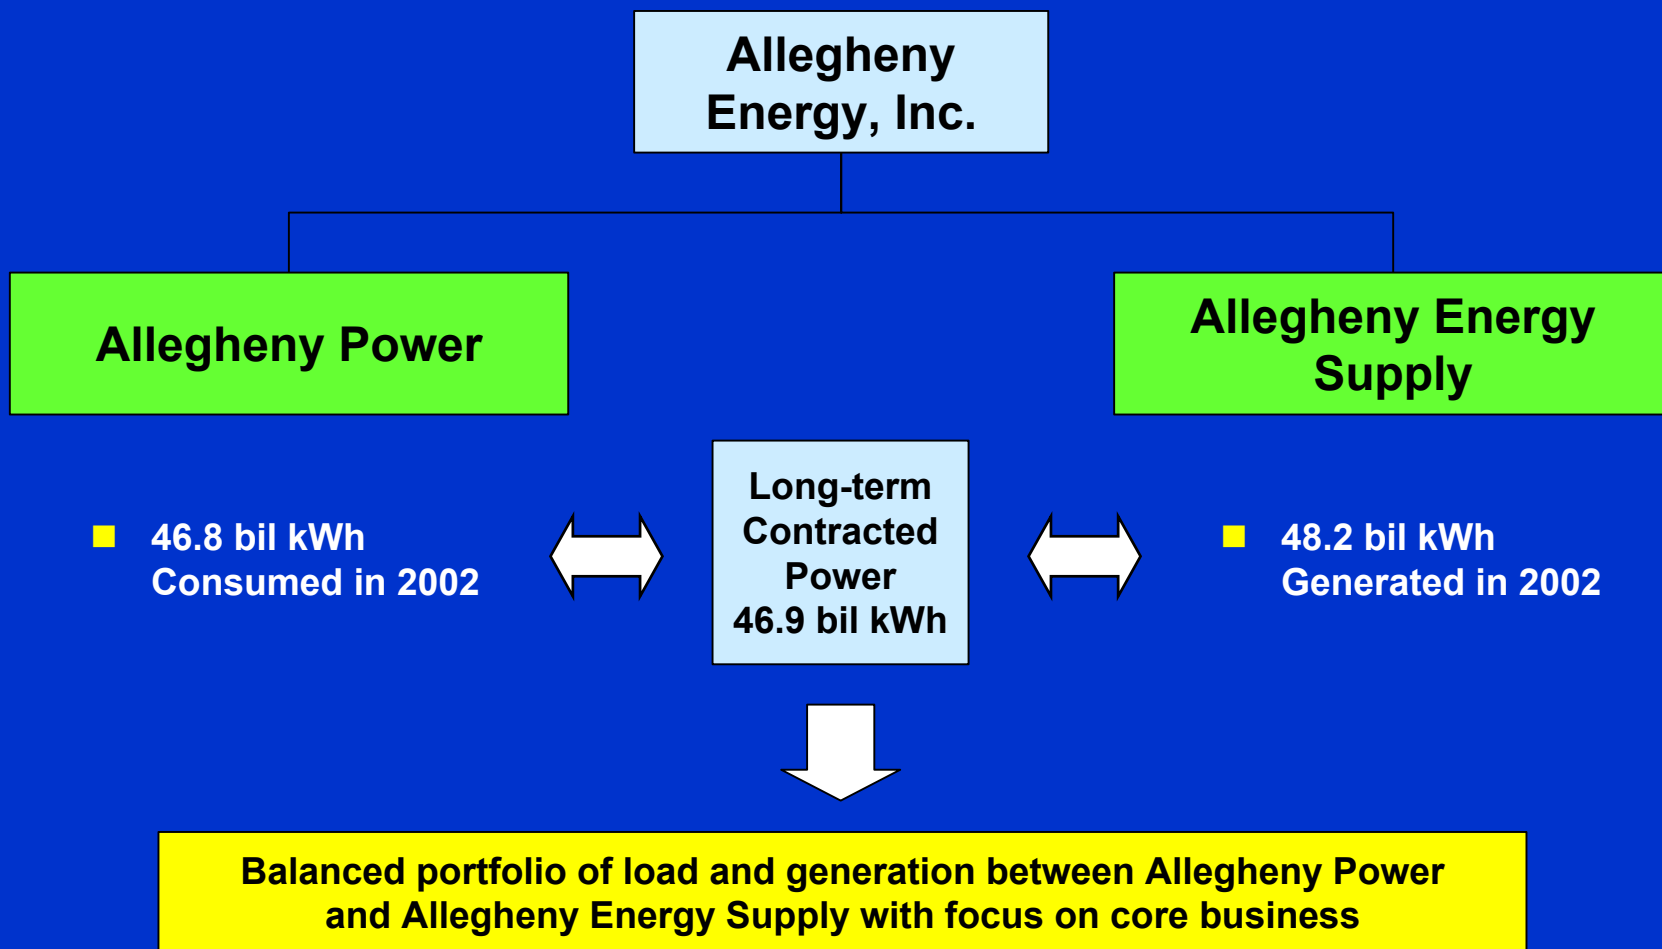 Allegheny
Energy, Inc.
Allegheny Power
Allegheny Energy
Supply
46.8 bil kWh
Consumed in 2002
Long-term
Contracted
Power
46.9 bil kWh
48.2 bil kWh
Generated in 2002
Balanced portfolio of load and generation between Allegheny Power
and Allegheny Energy Supply with focus on core business